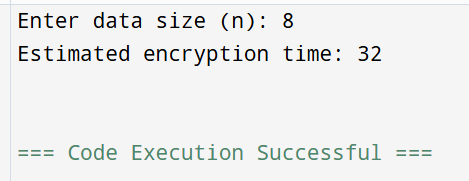 Enter data size (n): 8
Estimated encryption time: 32
=== Code Execution Successful ===